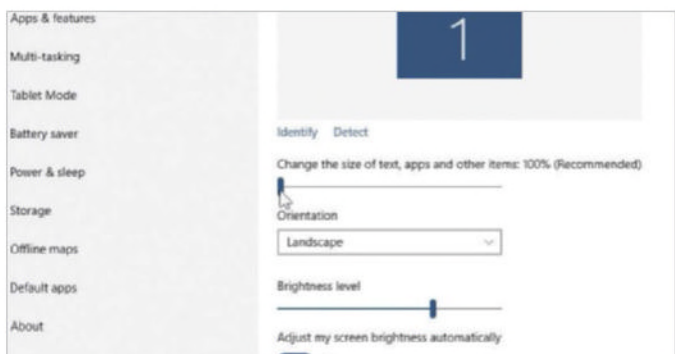 Apps & features
Multi-tasking
Tablet Mode
Battery saver
Power & sleep
Storage
Offline maps
Default apps
About
1
Identify Detect
Change the size of text, apps and other items: 100% (Recommended)
Orientation
Landscape
Brightness level
Adjust my screen brightness automatically